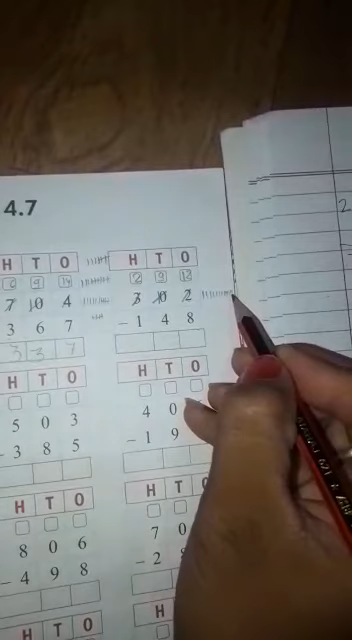 4.7
H T O
6 9 14
7 10 4
3 6 7
3 3 7
H T O
2 9 12
3 10 2
- 1 4 8
H T O
5 0 3
- 3 8 5
H T O
4 0
- 1 9
H T O
8 0 6
- 4 9 8
H T
7 0
- 2
H T O
H
2